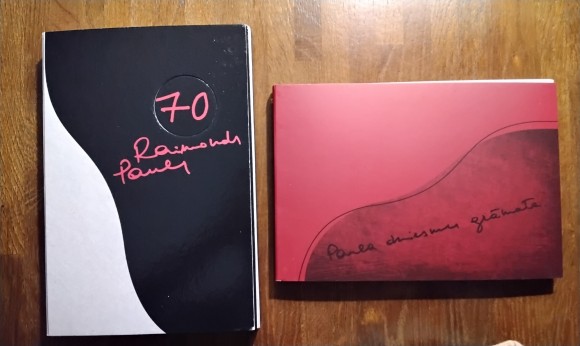 70
Raimonds
Pauls
Paula dziesmu grāmata